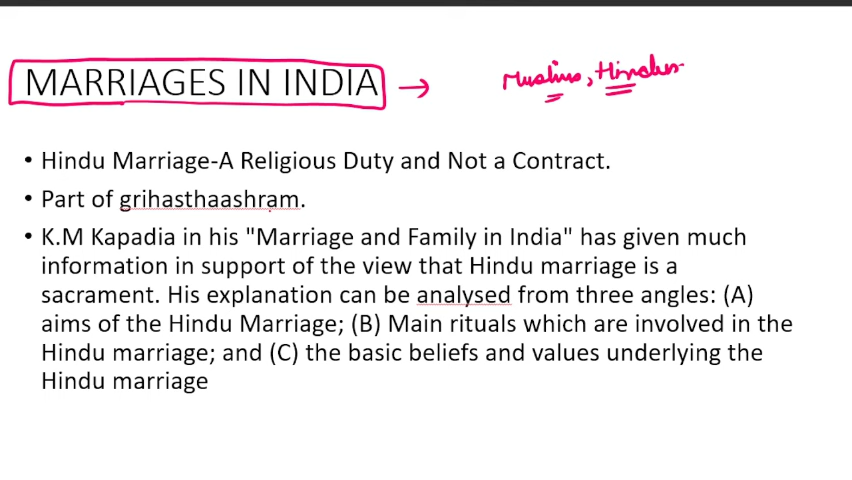 MARRIAGES IN INDIA → Muslims, Hindus
• Hindu Marriage-A Religious Duty and Not a Contract.
• Part of grihasthaashram.
• K.M Kapadia in his "Marriage and Family in India" has given much
information in support of the view that Hindu marriage is a
sacrament. His explanation can be analysed from three angles: (A)
aims of the Hindu Marriage; (B) Main rituals which are involved in the
Hindu marriage; and (C) the basic beliefs and values underlying the
Hindu marriage